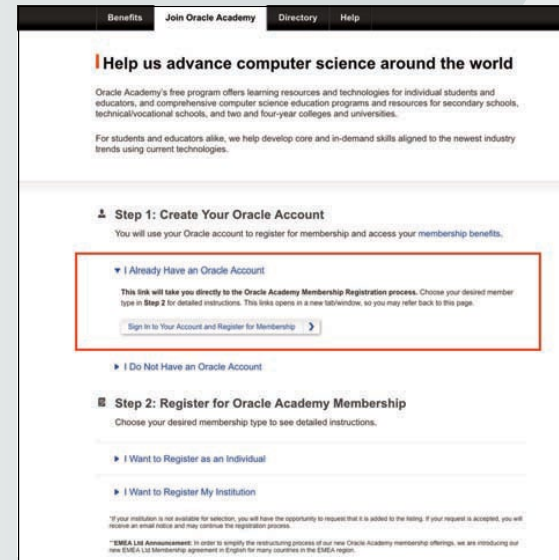 Benefits Join Oracle Academy Directory Help
Help us advance computer science around the world
Oracle Academy's free program offers learning resources and technologies for individual students and
educators, and comprehensive computer science education programs and resources for secondary schools,
technical/vocational schools, and two and four-year colleges and universities.
For students and educators alike, we help develop core and in-demand skills aligned to the newest industry
trends using current technologies.
Step 1: Create Your Oracle Account
You will use your Oracle account to register for membership and access your membership benefits.
I Already Have an Oracle Account
This link will take you directly to the Oracle Academy Membership Registration process. Choose your desired member
type in Step 2 for detailed instructions. This links opens in a new tab/window, so you may refer back to this page.
Sign In to Your Account and Register for Membership
I Do Not Have an Oracle Account
Step 2: Register for Oracle Academy Membership
Choose your desired membership type to see detailed instructions.
I Want to Register as an Individual
I Want to Register My Institution
*If your institution is not available for selection, you will have the opportunity to request that it is added to the listing. If your request is accepted, you will
receive an email notice and may continue the registration process.
**EMEA Ltd Announcement: In order to simplify the restructuring process of our new Oracle Academy membership offerings, we are introducing our
new EMEA Ltd Membership agreement in English for many countries in the EMEA region.